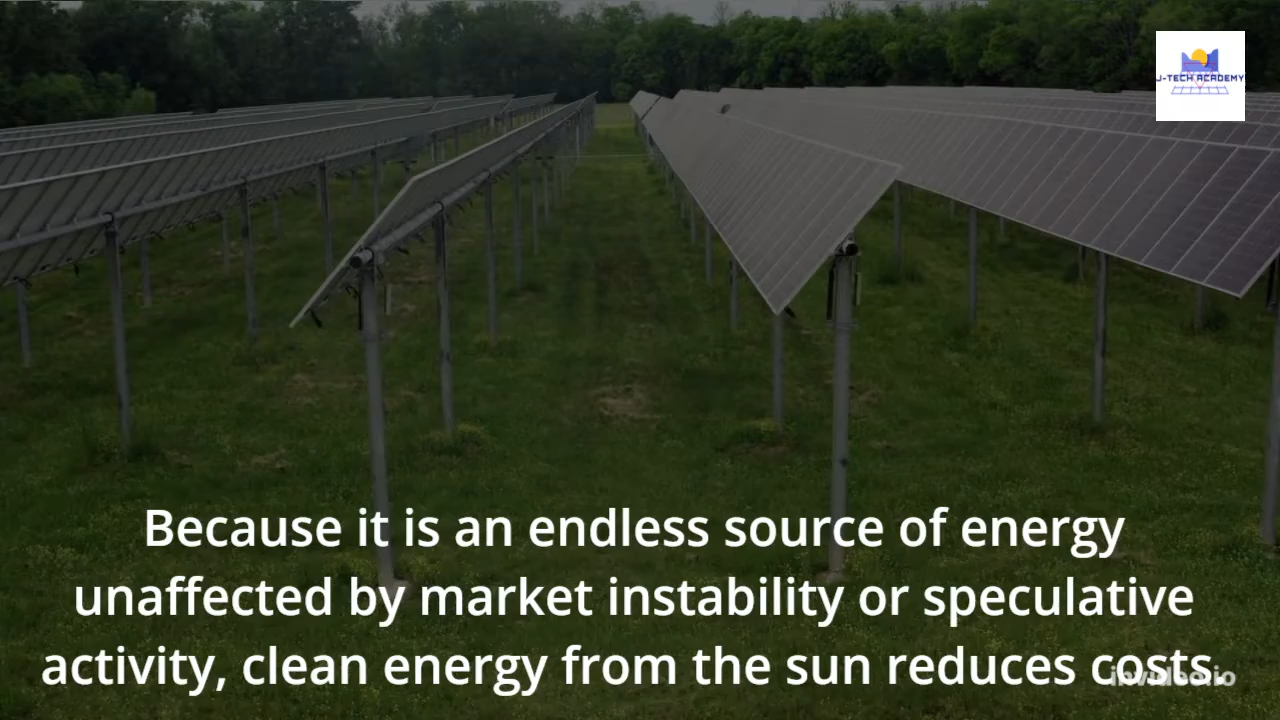 J-TECH ACADEMY
Because it is an endless source of energy
unaffected by market instability or speculative
activity, clean energy from the sun reduces costs.
invideo.io